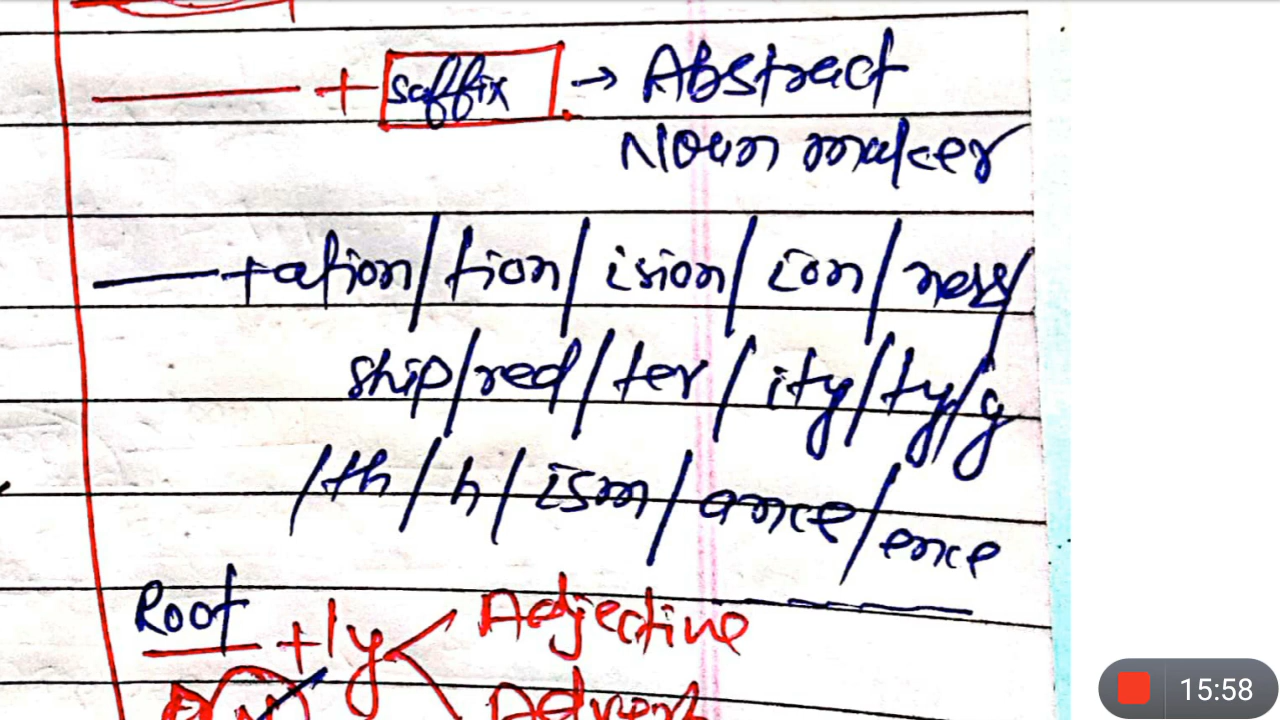 + suffix → Abstract
Noun maker
+ation/tion/ision/ion/ness/
ship/red/ter/ity/ty/y
/th/h/ism/ance/ence
Root +ly < Adjective
15:58